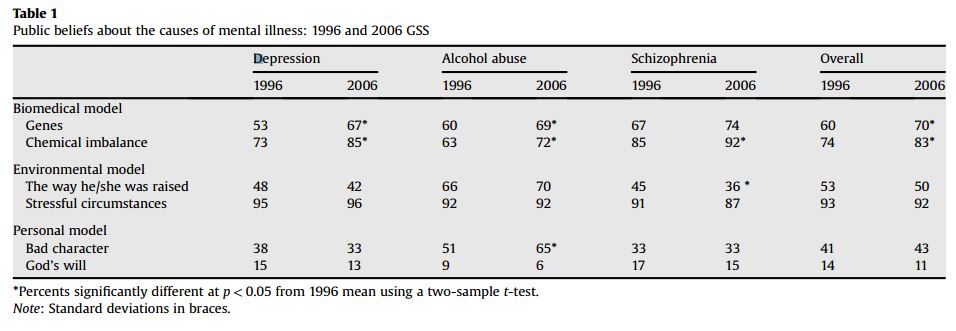 Table 1
Public beliefs about the causes of mental illness: 1996 and 2006 GSS
Depression Alcohol abuse Schizophrenia Overall
1996 2006 1996 2006 1996 2006 1996 2006
Biomedical model
Genes 53 67* 60 69* 67 74 60 70*
Chemical imbalance 73 85* 63 72* 85 92* 74 83*
Environmental model
The way he/she was raised 48 42 66 70 45 36 * 53 50
Stressful circumstances 95 96 92 92 91 87 93 92
Personal model
Bad character 38 33 51 65* 33 33 41 43
God's will 15 13 9 6 17 15 14 11
*Percents significantly different at p < 0.05 from 1996 mean using a two-sample t-test.
Note: Standard deviations in braces.